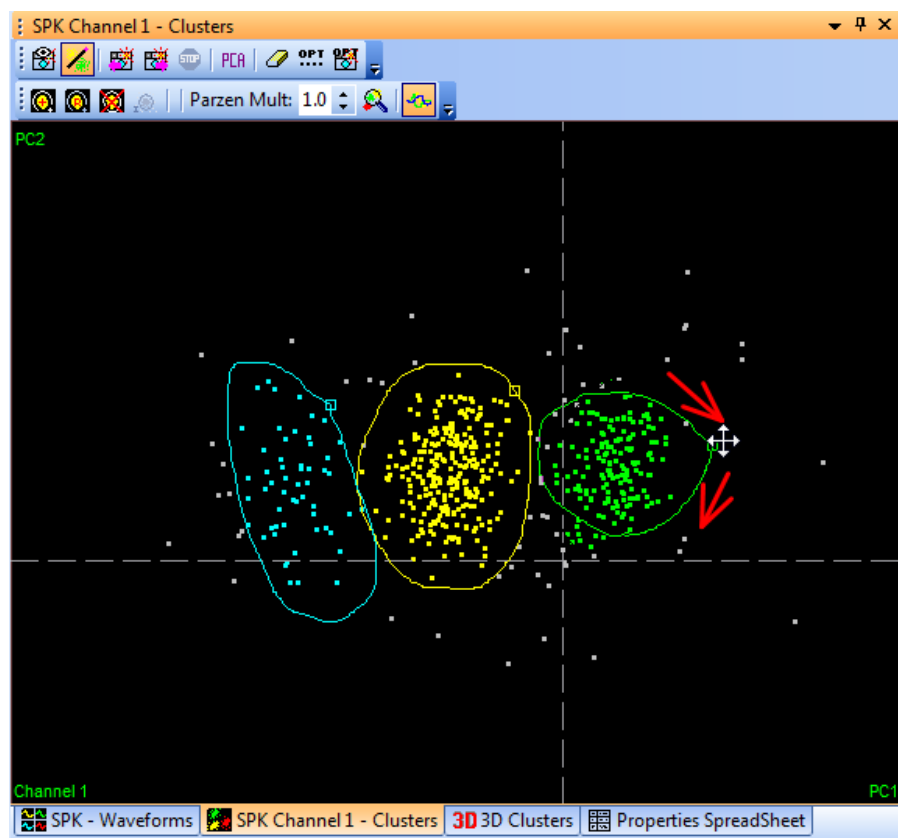 SPK Channel 1 - Clusters
STOP PCA OPT OPT
Parzen Mult: 1.0
PC2
Channel 1
PC1
SPK - Waveforms SPK Channel 1 - Clusters 3D 3D Clusters Properties SpreadSheet